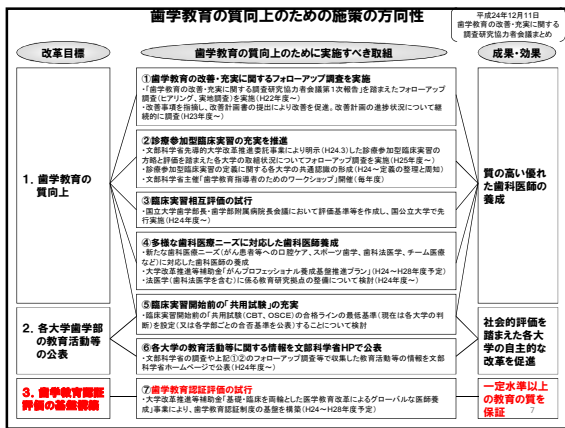 歯学教育の質向上のための施策の方向性
平成24年12月11日
歯学教育の改善・充実に関する
調査研究協力者会議まとめ
改革目標
歯学教育の質向上のために実施すべき取組
成果・効果
1. 歯学教育の
質向上
①歯学教育の改善・充実に関するフォローアップ調査を実施
・「歯学教育の改善・充実に関する調査研究協力者会議第1次報告」を踏まえたフォローアップ
調査(ヒアリング、実地調査)を実施(H22年度～)
・改善事項を指摘し、改善計画書の提出により改善を促進。改善計画の進捗状況について継
続的に調査(H23年度～)
②診療参加型臨床実習の充実を推進
・文部科学省先導的大学改革推進委託事業により明示(H24.3)した診療参加型臨床実習の
方略と評価を踏まえた各大学の取組状況についてフォローアップ調査を実施(H25年度～)
・診療参加型臨床実習の定義に関する各大学の共通認識の形成(H24～定義の整理と周知)
・文部科学省主催「歯学教育指導者のためのワークショップ」開催(毎年度)
③臨床実習相互評価の試行
・国立大学歯学部長・歯学部附属病院長会議において評価基準等を作成し、国公立大学で先
行実施(H24年度～)
④多様な歯科医療ニーズに対応した歯科医師養成
・新たな歯科医療ニーズ(がん患者等への口腔ケア、スポーツ歯学、歯科法医学、チーム医療
など)に対応した歯科医師の養成
・大学改革推進等補助金「がんプロフェッショナル養成基盤推進プラン」(H24～H28年度予定)
・法医学(歯科法医学を含む)に係る教育研究拠点の整備について検討(H24年度～)
質の高い優れ
た歯科医師の
養成
2. 各大学歯学部
の教育活動等
の公表
⑤臨床実習開始前の「共用試験」の充実
・臨床実習開始前の「共用試験(CBT、OSCE)の合格ラインの最低基準(現在は各大学の判
断)を設定(又は各学部ごとの合否基準を公表)することについて検討
⑥各大学の教育活動等に関する情報を文部科学省HPで公表
・文部科学省の調査や上記①②のフォローアップ調査等で収集した教育活動等の情報を文部
科学省ホームページで公表(H24年～)
社会的評価を
踏まえた各大
学の自主的な
改革を促進
3. 歯学教育認証
評価の基盤構築
⑦歯学教育認証評価の試行
・大学改革推進等補助金「基礎・臨床を両輪とした医学教育改革によるグローバルな医師養
成」事業により、歯学教育認証制度の基盤を構築(H24～H28年度予定)
一定水準以上
の教育の質を
保証
7